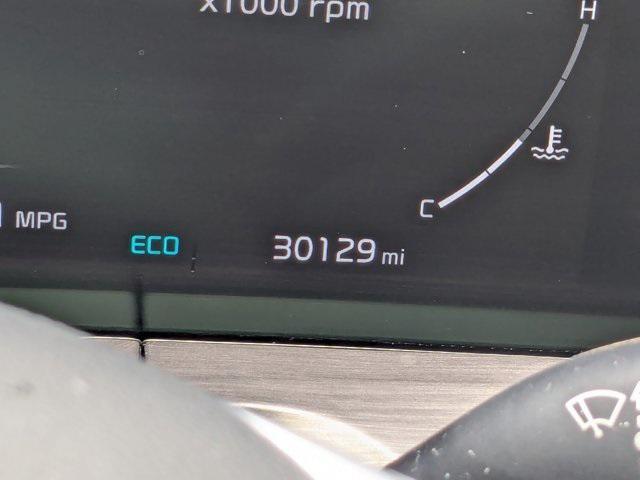 x1000 rpm
H
C
MPG
ECO
30129 mi